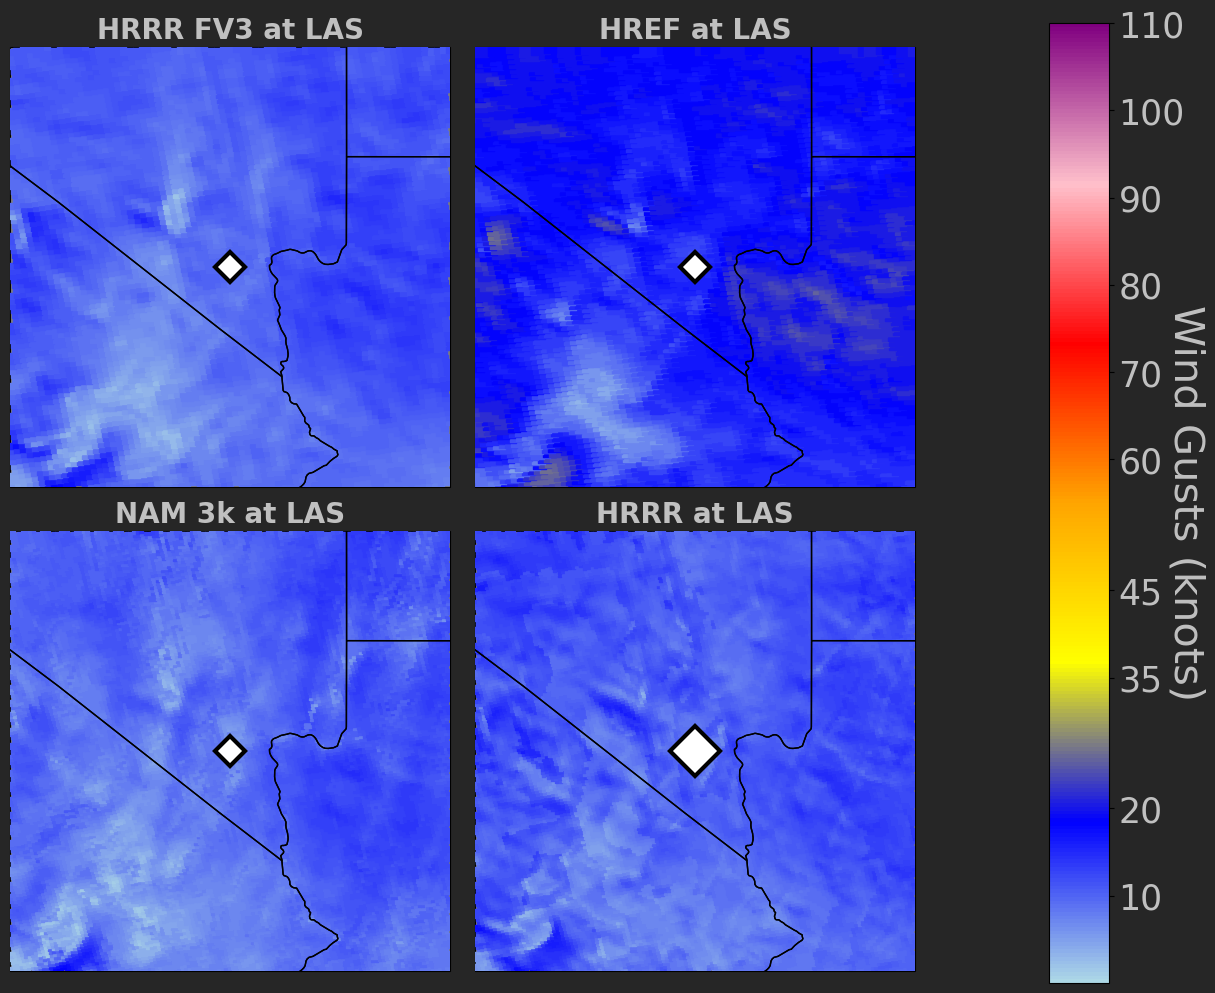 HRRR FV3 at LAS
HREF at LAS
NAM 3k at LAS
HRRR at LAS
110
100
90
80
70
60
45
35
20
10
Wind Gusts (knots)